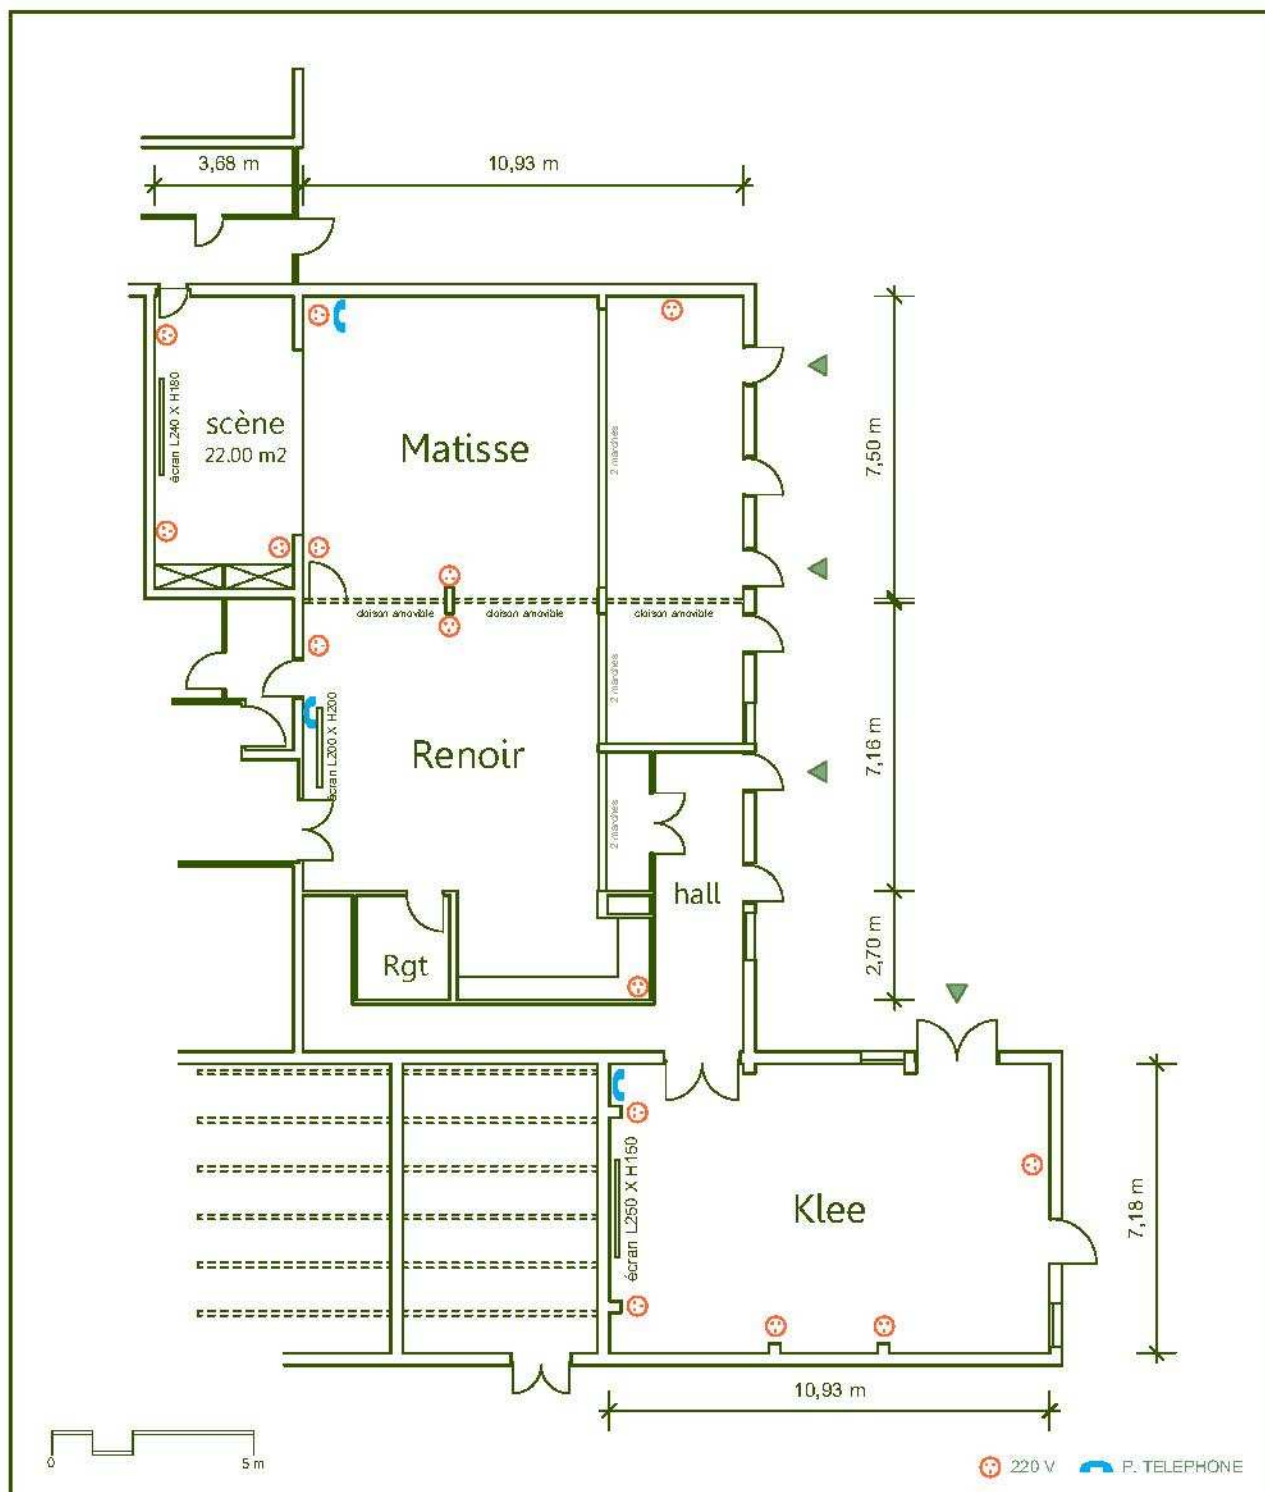 3,68 m
10,93 m
écran L240 X H180
scène
22.00 m2
Matisse
2 marches
7,50 m
cloison amovible
cloison amovible
cloison amovible
2 marches
écran L200 X H200
Renoir
7,16 m
2 marches
hall
Rgt
2,70 m
écran L250 X H150
Klee
7,18 m
10,93 m
0
5 m
220 V
P. TELEPHONE